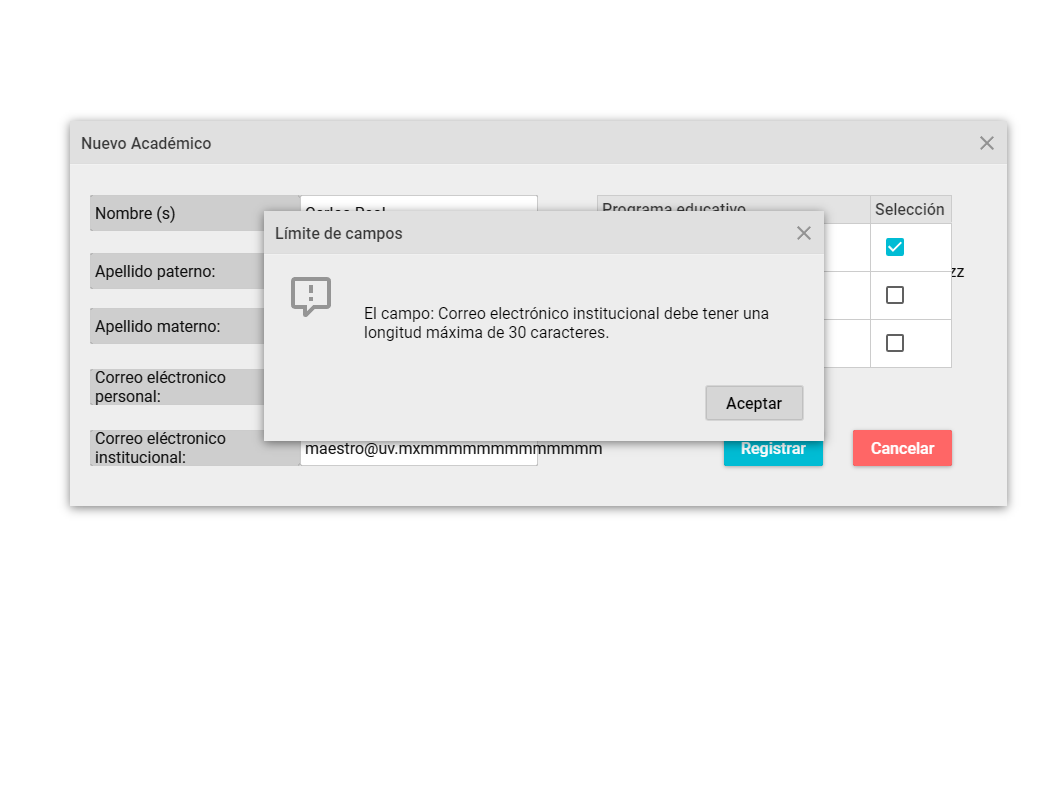 Nuevo Académico
Nombre (s)
Programa educativo
Selección
Límite de campos
Apellido paterno:
zz
El campo: Correo electrónico institucional debe tener una
longitud máxima de 30 caracteres.
Apellido materno:
Correo eléctronico
personal:
Aceptar
Correo eléctronico
institucional:
maestro@uv.mxmmmmmmmmmmmmm
Registrar
Cancelar